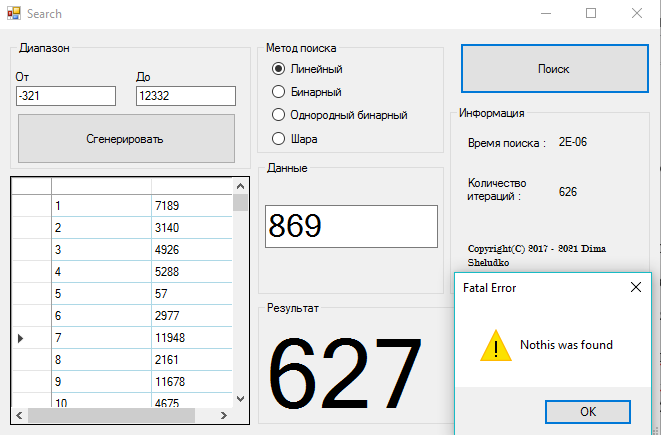 Search
Диапазон
От До
-321 12332
Сгенерировать
1 7189
2 3140
3 4926
4 5288
5 57
6 2977
7 11948
8 2161
9 11678
10 4675
Метод поиска
Линейный
Бинарный
Однородный бинарный
Шара
Данные
869
Результат
627
Поиск
Информация
Время поиска : 2E-06
Количество
итераций : 626
Copyright(C) 2017 - 2021 Dima
Sheludko
Fatal Error
Nothis was found
OK